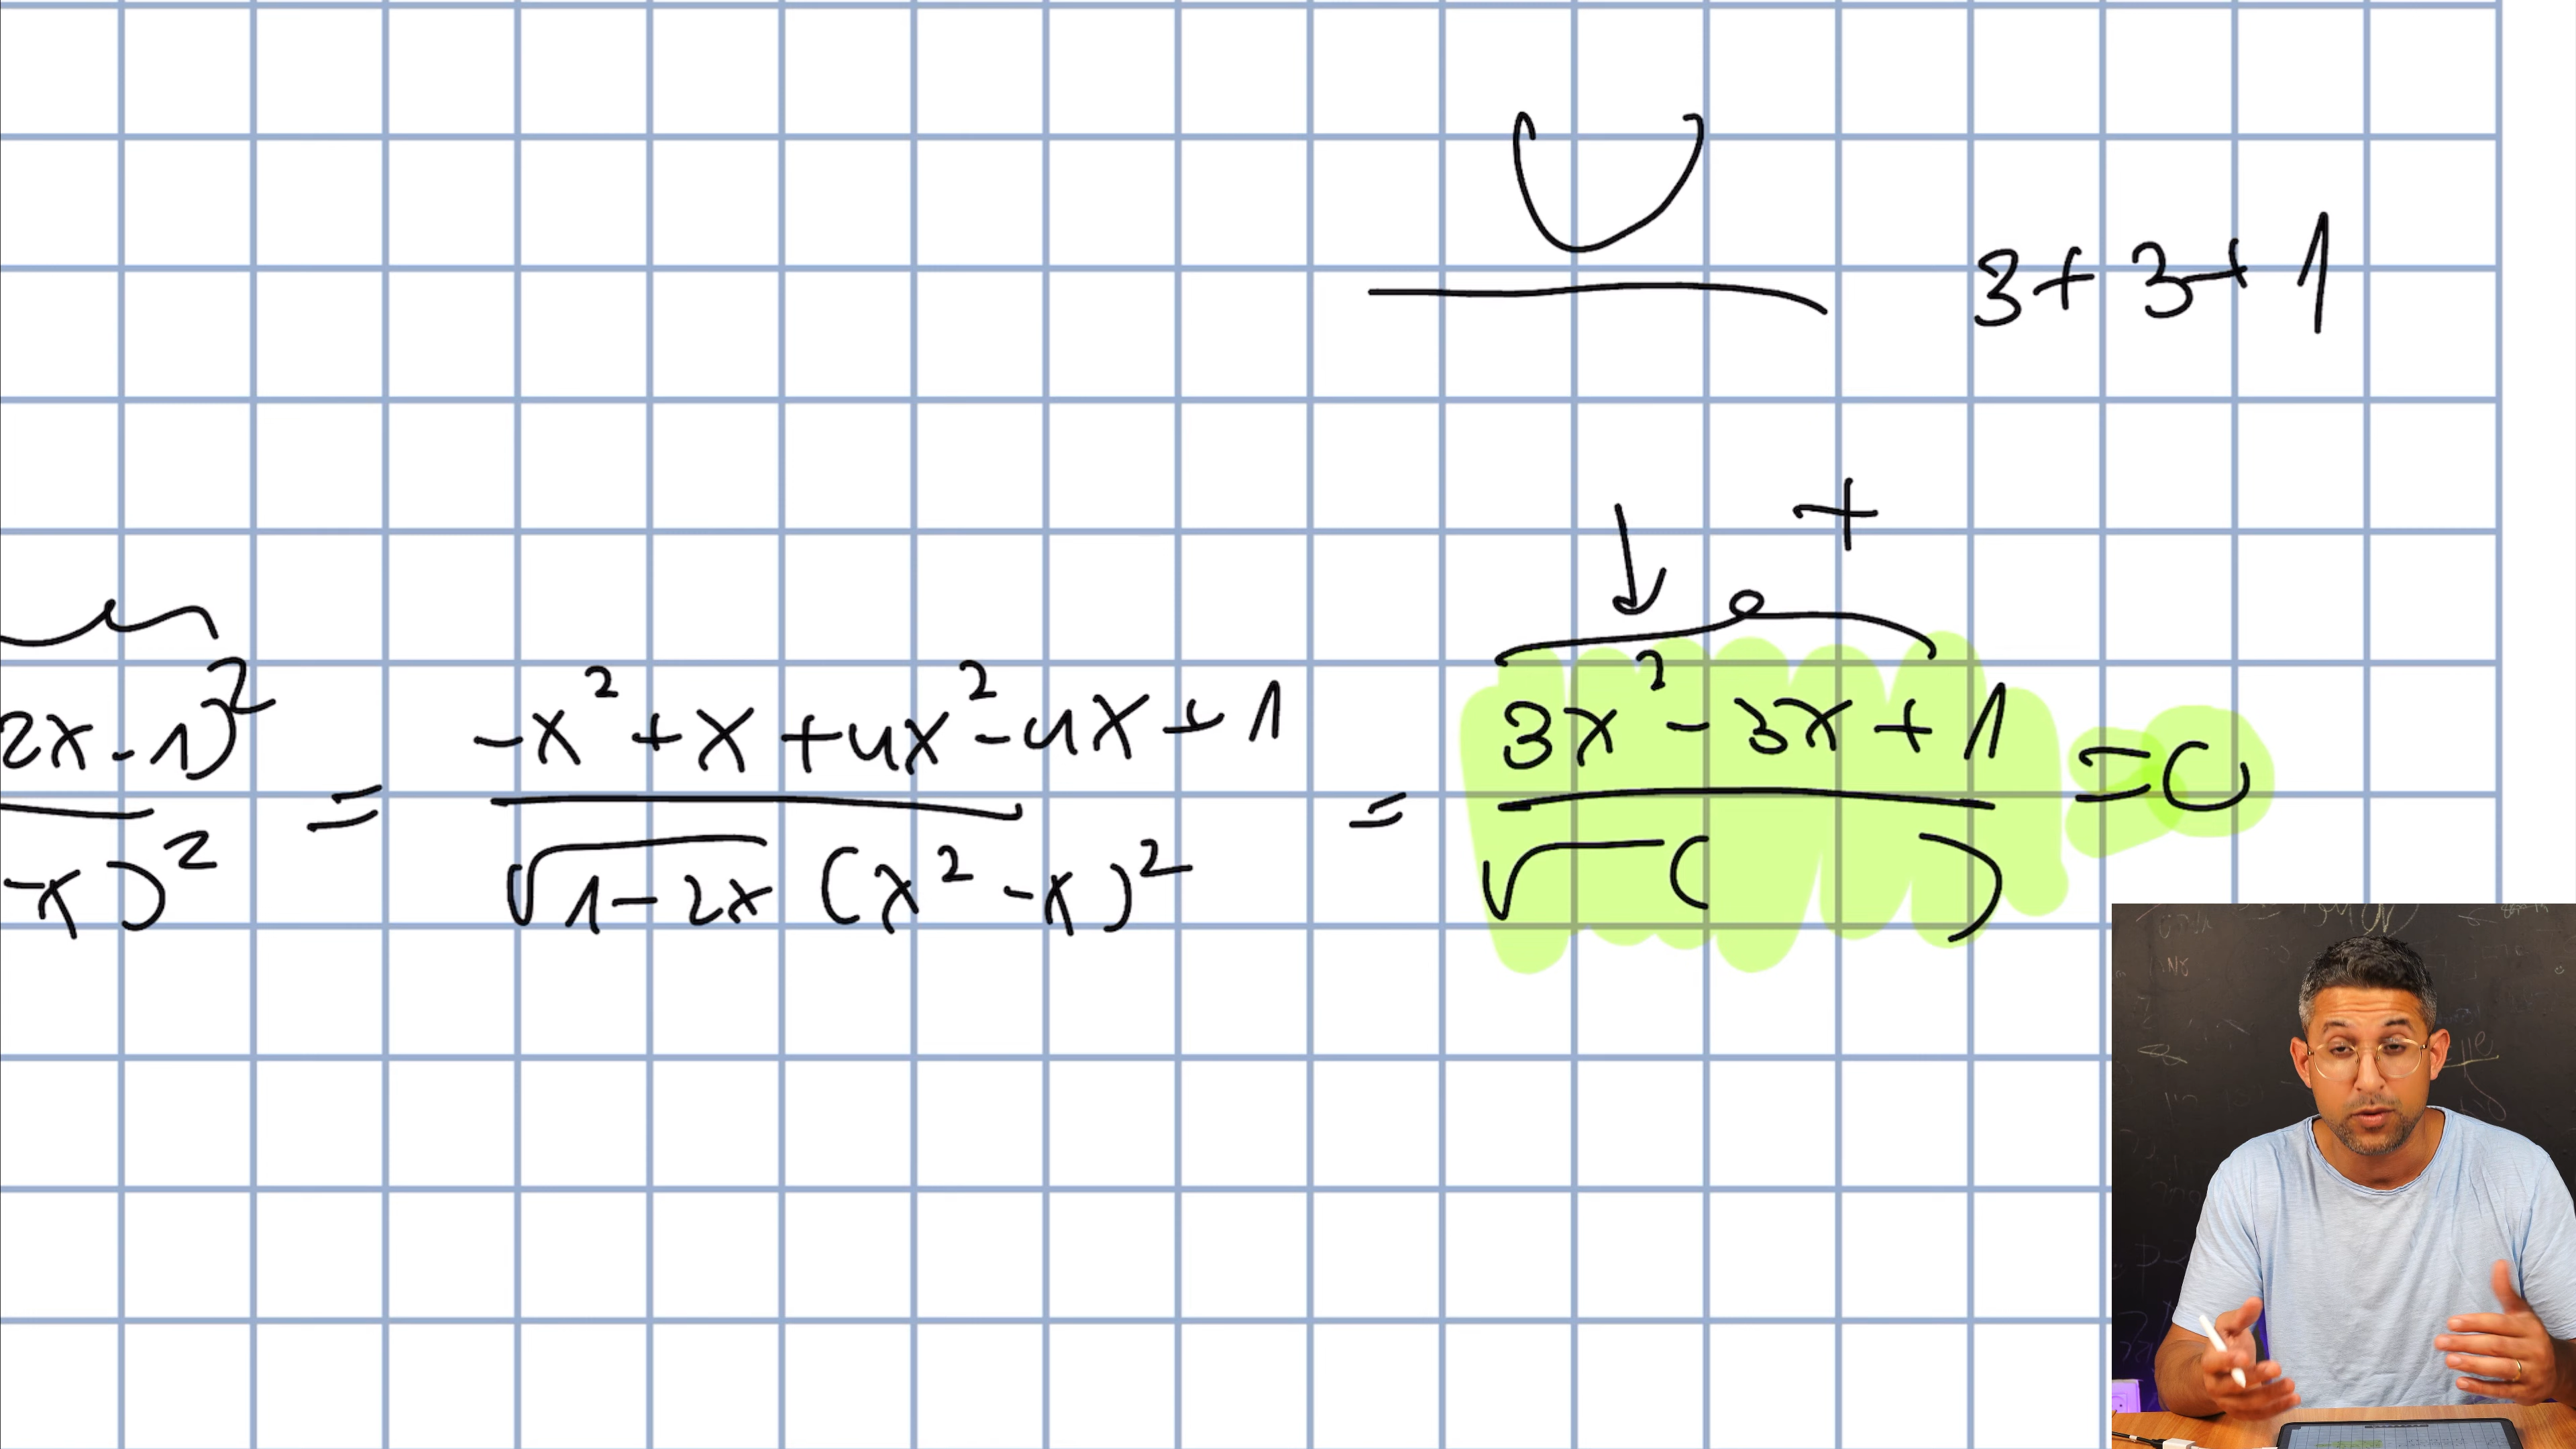 3+3+1
+
2x-1)² = -x²+x+4x²-4x+1 = 3x²-3x+1 =0
-x)² √1-2x (x²-x)² √ ( )